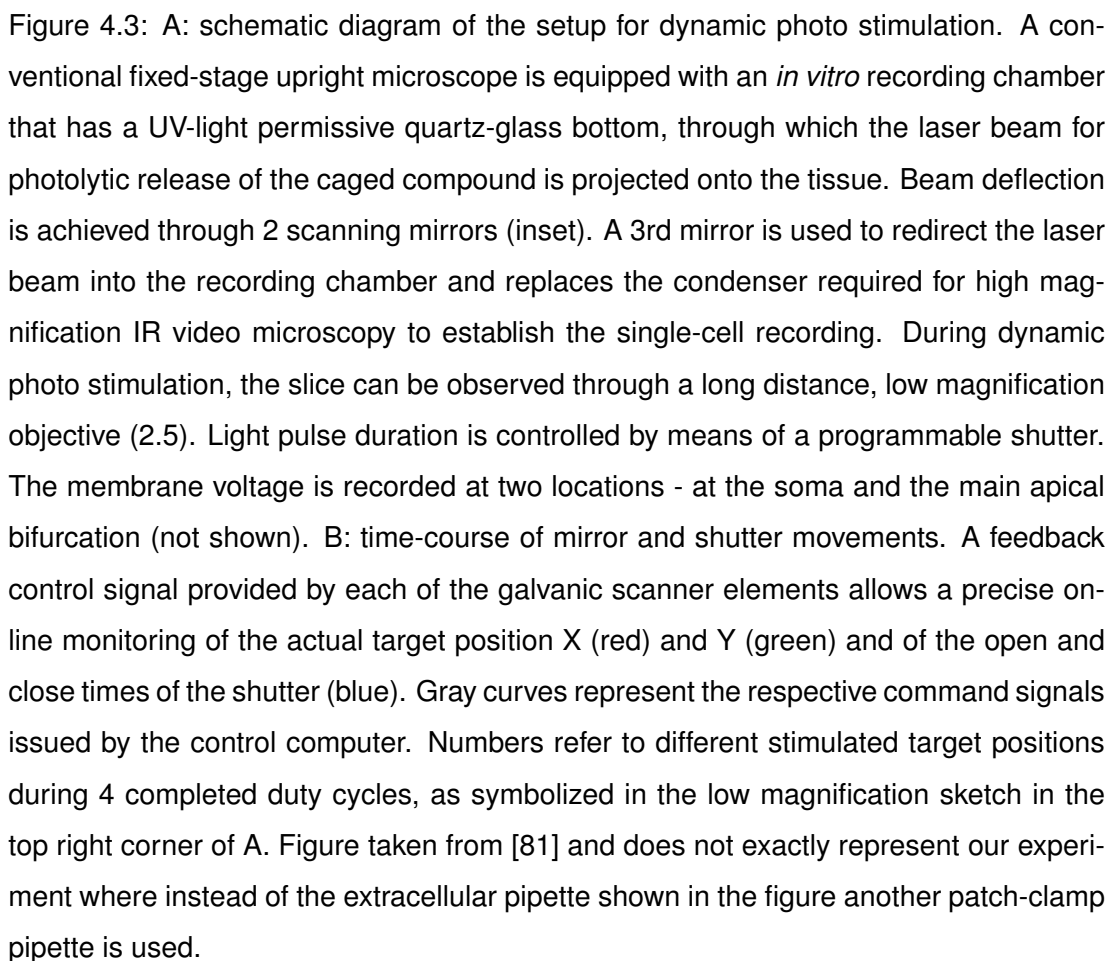 Figure 4.3: A: schematic diagram of the setup for dynamic photo stimulation. A con-
ventional fixed-stage upright microscope is equipped with an in vitro recording chamber
that has a UV-light permissive quartz-glass bottom, through which the laser beam for
photolytic release of the caged compound is projected onto the tissue. Beam deflection
is achieved through 2 scanning mirrors (inset). A 3rd mirror is used to redirect the laser
beam into the recording chamber and replaces the condenser required for high mag-
nification IR video microscopy to establish the single-cell recording. During dynamic
photo stimulation, the slice can be observed through a long distance, low magnification
objective (2.5). Light pulse duration is controlled by means of a programmable shutter.
The membrane voltage is recorded at two locations - at the soma and the main apical
bifurcation (not shown). B: time-course of mirror and shutter movements. A feedback
control signal provided by each of the galvanic scanner elements allows a precise on-
line monitoring of the actual target position X (red) and Y (green) and of the open and
close times of the shutter (blue). Gray curves represent the respective command signals
issued by the control computer. Numbers refer to different stimulated target positions
during 4 completed duty cycles, as symbolized in the low magnification sketch in the
top right corner of A. Figure taken from [81] and does not exactly represent our experi-
ment where instead of the extracellular pipette shown in the figure another patch-clamp
pipette is used.